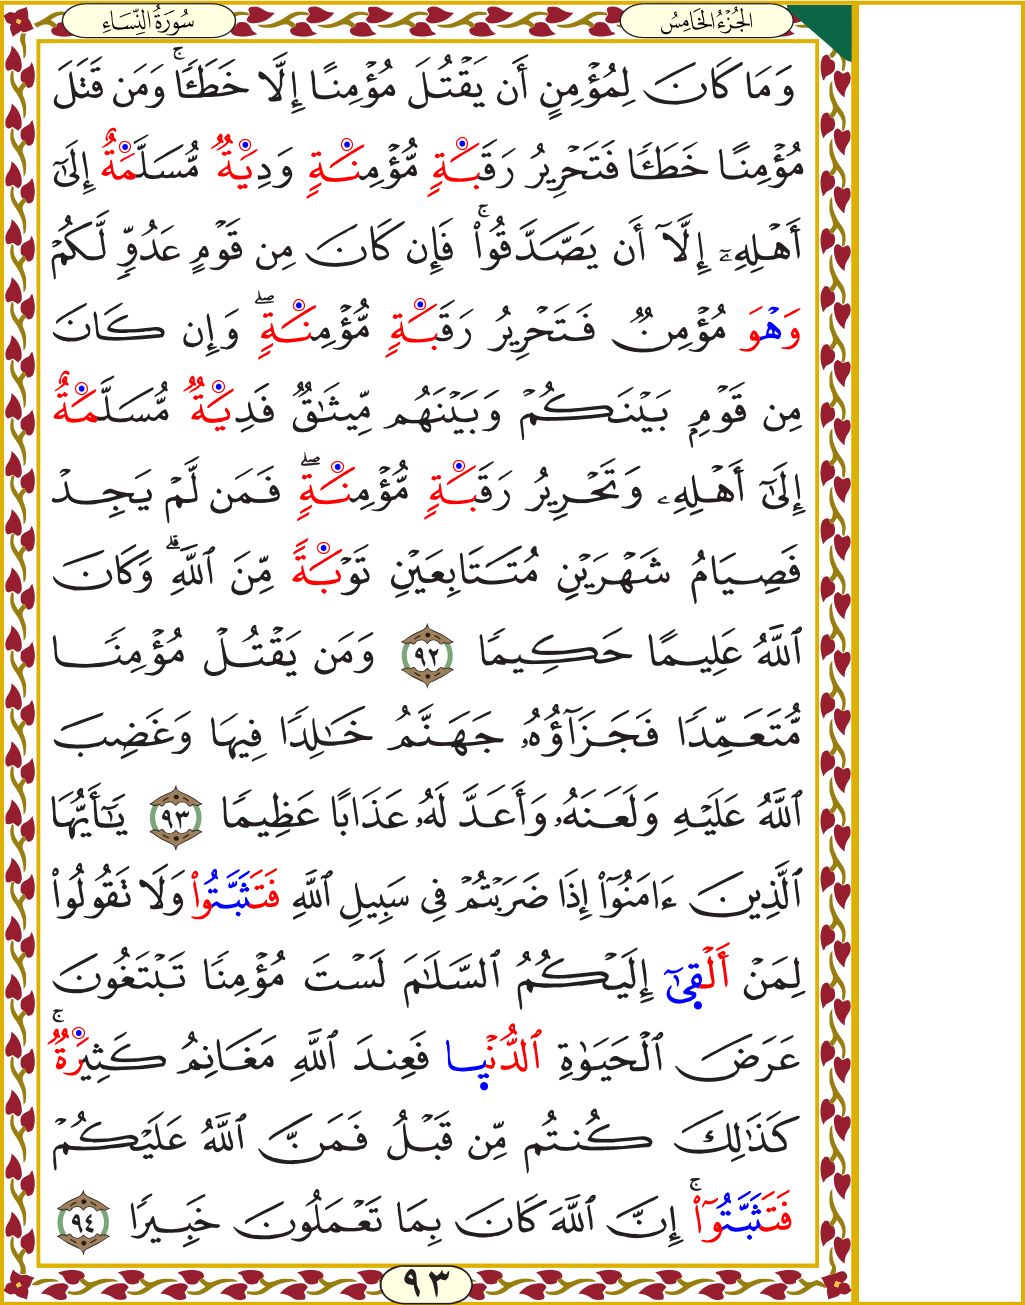 الجُزْءُ الخَامِسُ
سُورَةُ النِّسَاءِ
وَمَا كَانَ لِمُؤْمِنٍ أَن يَقْتُلَ مُؤْمِنًا إِلَّا خَطَـًٔاۚ وَمَن قَتَلَ
مُؤْمِنًا خَطَـًٔا فَتَحْرِيرُ رَقَبَةٍ مُّؤْمِنَةٍ وَدِيَةٌ مُّسَلَّمَةٌ إِلَىٰٓ
أَهْلِهِۦٓ إِلَّآ أَن يَصَّدَّقُوا۟ۚ فَإِن كَانَ مِن قَوْمٍ عَدُوٍّ لَّكُمْ
وَهْوَ مُؤْمِنٌ فَتَحْرِيرُ رَقَبَةٍ مُّؤْمِنَةٍۖ وَإِن كَانَ
مِن قَوْمٍۭ بَيْنَكُمْ وَبَيْنَهُم مِّيثَـٰقٌ فَدِيَةٌ مُّسَلَّمَةٌ
إِلَىٰٓ أَهْلِهِۦ وَتَحْرِيرُ رَقَبَةٍ مُّؤْمِنَةٍۖ فَمَن لَّمْ يَجِدْ
فَصِيَامُ شَهْرَيْنِ مُتَتَابِعَيْنِ تَوْبَةً مِّنَ ٱللَّهِۗ وَكَانَ
ٱللَّهُ عَلِيمًا حَكِيمًا ٩٢ وَمَن يَقْتُلْ مُؤْمِنًا
مُّتَعَمِّدًا فَجَزَآؤُهُۥ جَهَنَّمُ خَـٰلِدًا فِيهَا وَغَضِبَ
ٱللَّهُ عَلَيْهِ وَلَعَنَهُۥ وَأَعَدَّ لَهُۥ عَذَابًا عَظِيمًا ٩٣ يَـٰٓأَيُّهَا
ٱلَّذِينَ ءَامَنُوٓا۟ إِذَا ضَرَبْتُمْ فِى سَبِيلِ ٱللَّهِ فَتَثَبَّتُوا۟ وَلَا تَقُولُوا۟
لِمَنْ أَلْقَىٰٓ إِلَيْكُمُ ٱلسَّلَـٰمَ لَسْتَ مُؤْمِنًا تَبْتَغُونَ
عَرَضَ ٱلْحَيَوٰةِ ٱلدُّنْيَا فَعِندَ ٱللَّهِ مَغَانِمُ كَثِيرَةٌۚ
كَذَٰلِكَ كُنتُم مِّن قَبْلُ فَمَنَّ ٱللَّهُ عَلَيْكُمْ
فَتَثَبَّتُوٓا۟ۚ إِنَّ ٱللَّهَ كَانَ بِمَا تَعْمَلُونَ خَبِيرًا ٩٤
٩٣